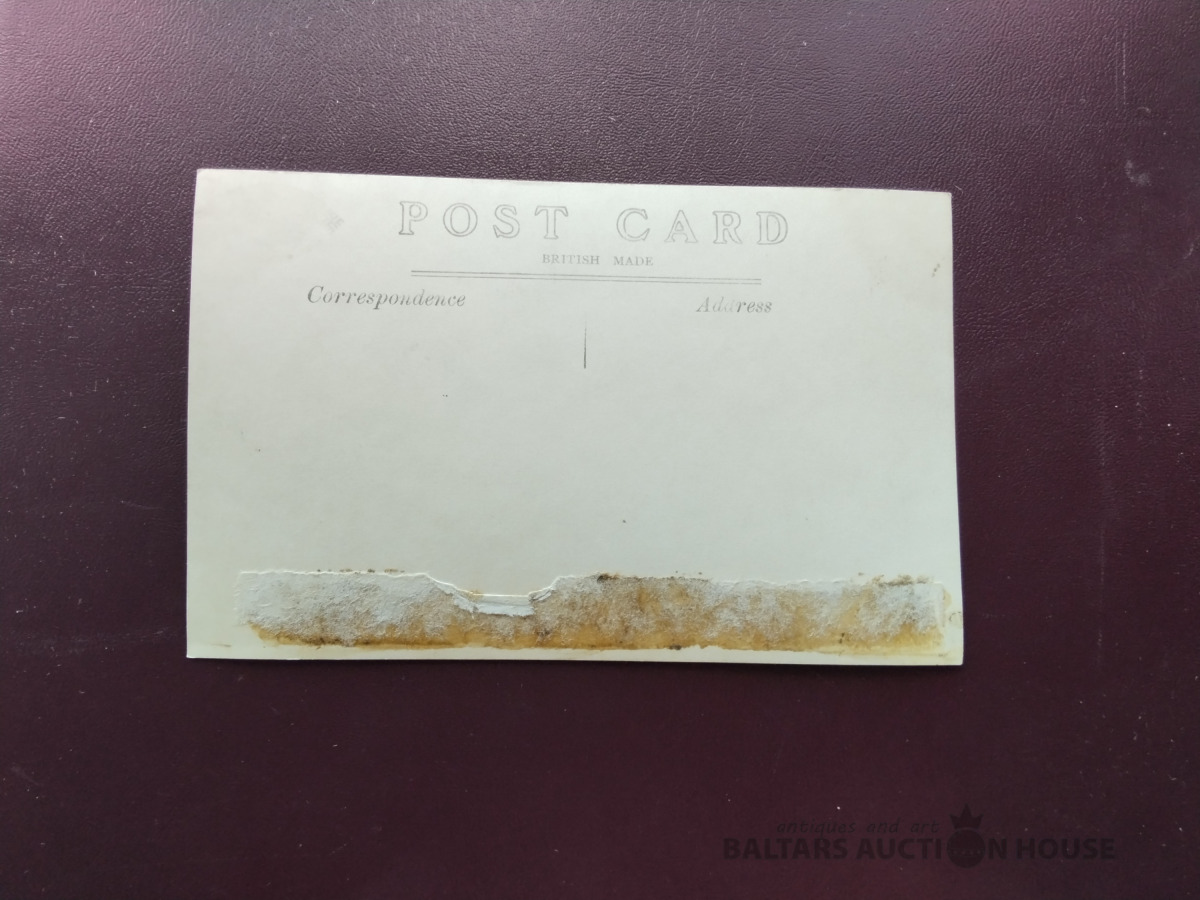 POST CARD
BRITISH MADE
Correspondence
Address
antiques and art
BALTARS AUCTION HOUSE